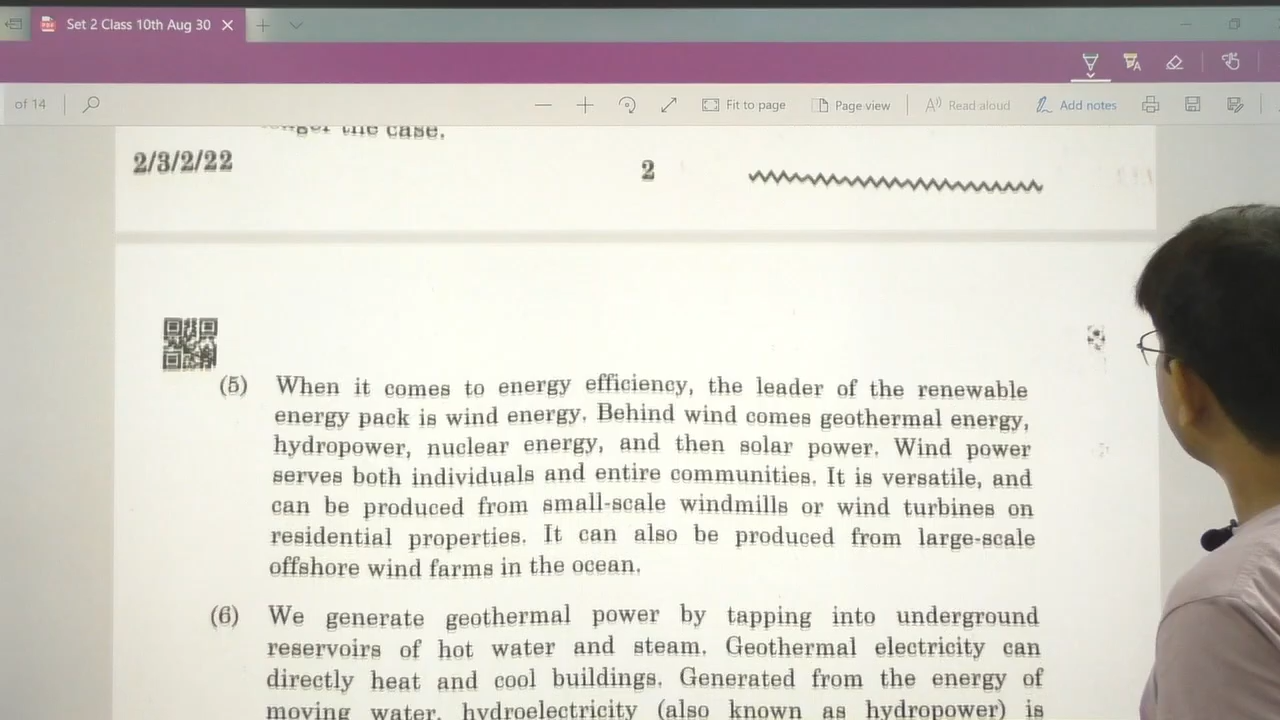 Set 2 Class 10th Aug 30
of 14
Fit to page
Page view
Read aloud
Add notes
the case.
2/3/2/22
2
(5) When it comes to energy efficiency, the leader of the renewable
energy pack is wind energy. Behind wind comes geothermal energy,
hydropower, nuclear energy, and then solar power. Wind power
serves both individuals and entire communities. It is versatile, and
can be produced from small-scale windmills or wind turbines on
residential properties. It can also be produced from large-scale
offshore wind farms in the ocean.
(6) We generate geothermal power by tapping into underground
reservoirs of hot water and steam. Geothermal electricity can
directly heat and cool buildings. Generated from the energy of
moving water, hydroelectricity (also known as hydropower) is